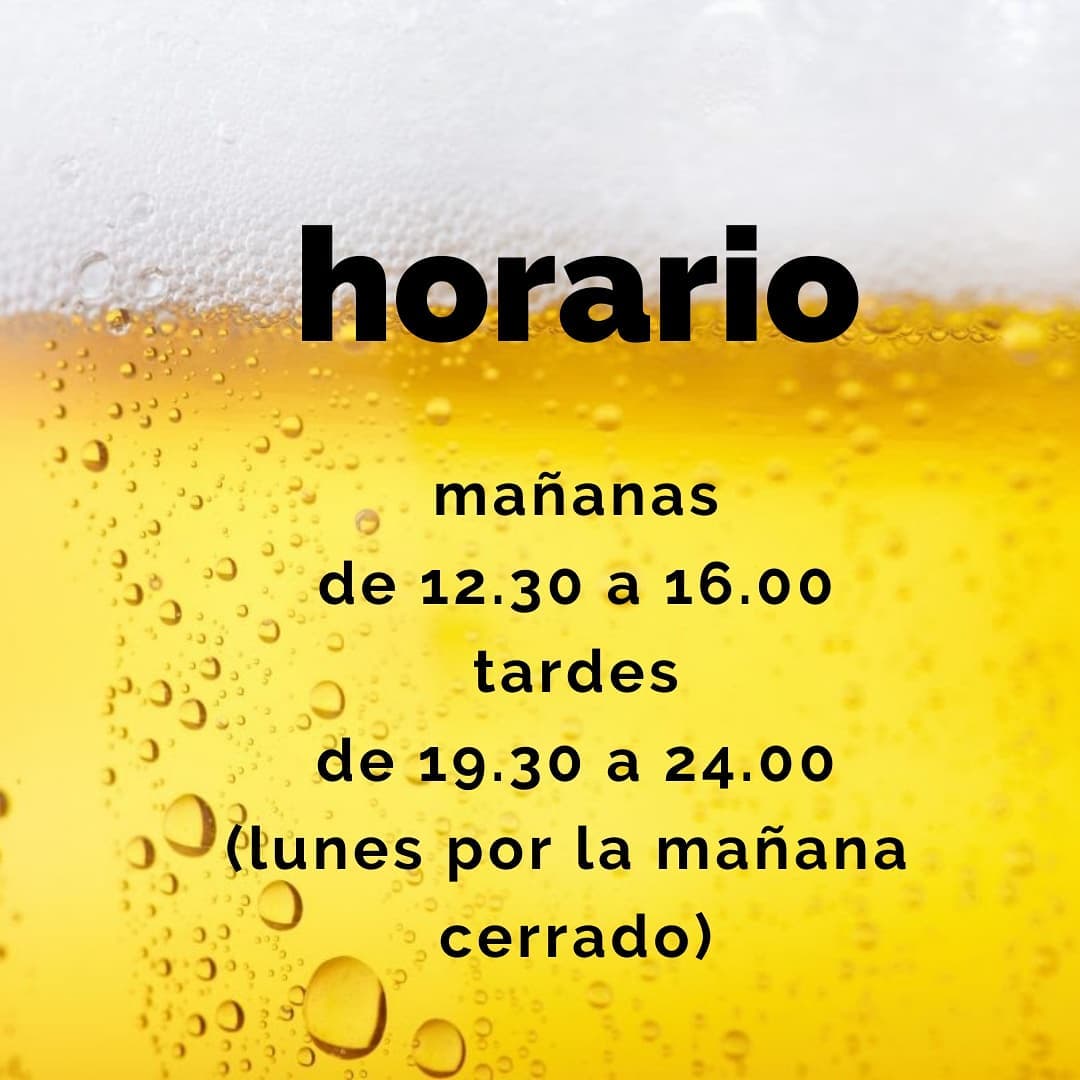 horario
mañanas
de 12.30 a 16.00
tardes
de 19.30 a 24.00
(lunes por la mañana
cerrado)